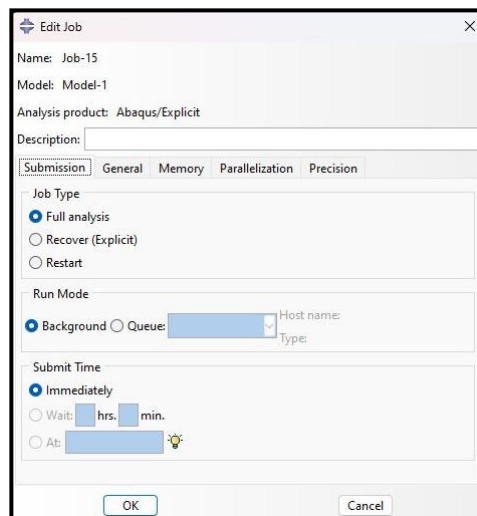 Edit Job
Name: Job-15
Model: Model-1
Analysis product: Abaqus/Explicit
Description:
Submission General Memory Parallelization Precision
Job Type
Full analysis
Recover (Explicit)
Restart
Run Mode
Background Queue: Host name:
Type:
Submit Time
Immediately
Wait: hrs. min.
At:
OK Cancel